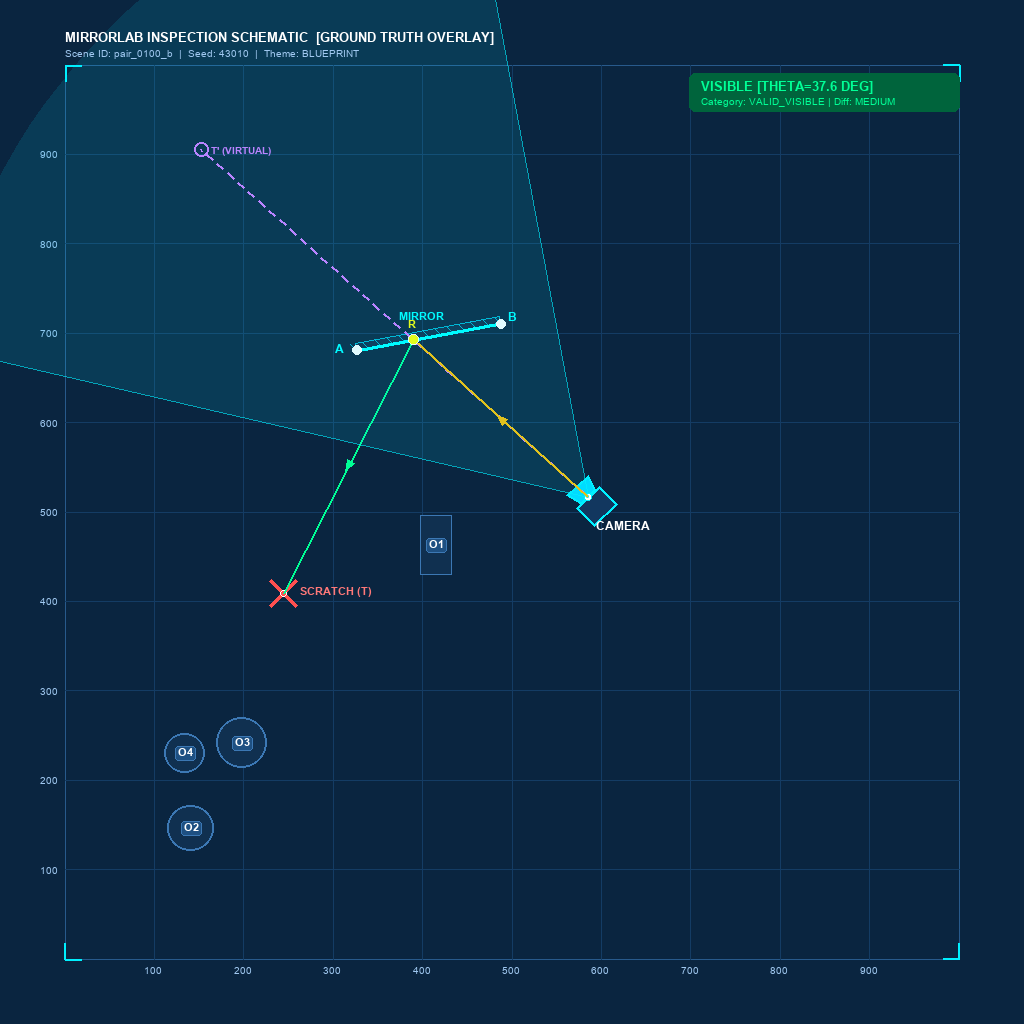 MIRRORLAB INSPECTION SCHEMATIC [GROUND TRUTH OVERLAY]
Scene ID: pair_0100_b | Seed: 43010 | Theme: BLUEPRINT
VISIBLE [THETA=37.6 DEG]
Category: VALID_VISIBLE | Diff: MEDIUM
T' (VIRTUAL)
900
800
MIRROR
R
B
A
700
600
500
CAMERA
O1
SCRATCH (T)
400
300
O3
O4
200
O2
100
100 200 300 400 500 600 700 800 900